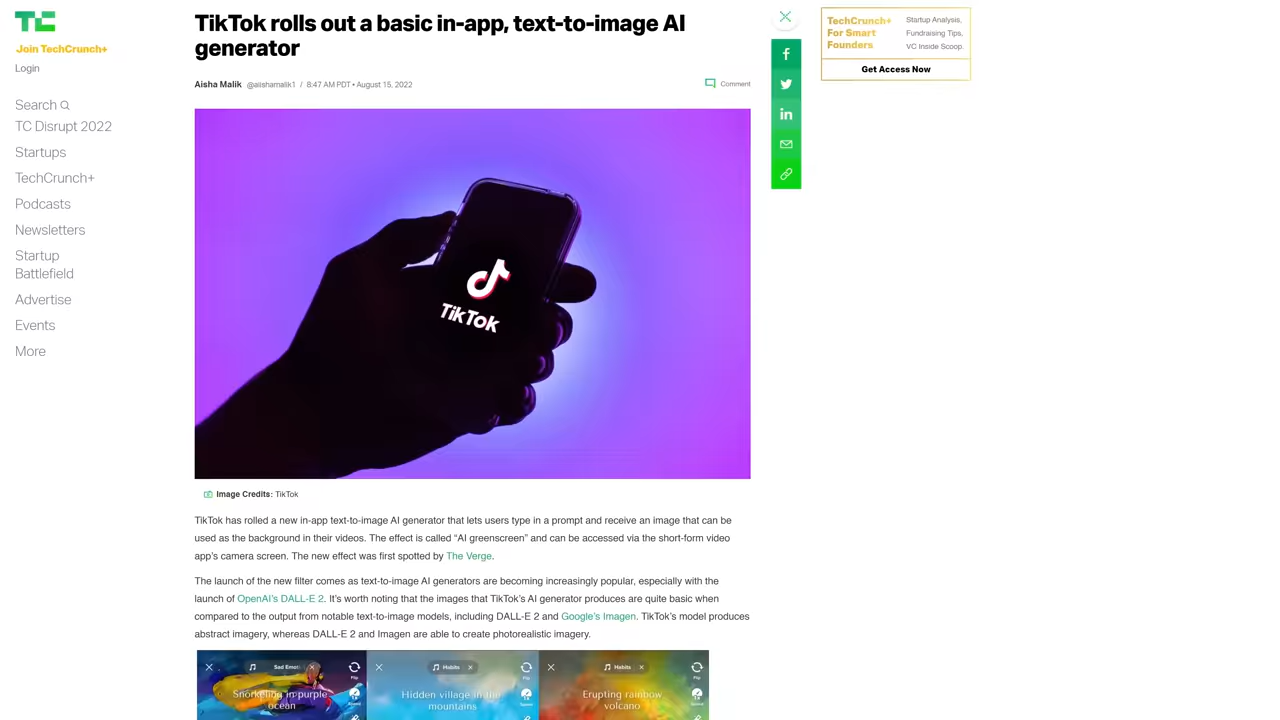 TC
Join TechCrunch+
Login
Search
TC Disrupt 2022
Startups
TechCrunch+
Podcasts
Newsletters
Startup
Battlefield
Advertise
Events
More
TikTok rolls out a basic in-app, text-to-image AI
generator
Aisha Malik @aiishamalik1 / 8:47 AM PDT • August 15, 2022
Comment
TikTok
Image Credits: TikTok
TikTok has rolled a new in-app text-to-image AI generator that lets users type in a prompt and receive an image that can be
used as the background in their videos. The effect is called “AI greenscreen” and can be accessed via the short-form video
app’s camera screen. The new effect was first spotted by The Verge.
The launch of the new filter comes as text-to-image AI generators are becoming increasingly popular, especially with the
launch of OpenAI’s DALL-E 2. It’s worth noting that the images that TikTok’s AI generator produces are quite basic when
compared to the output from notable text-to-image models, including DALL-E 2 and Google’s Imagen. TikTok’s model produces
abstract imagery, whereas DALL-E 2 and Imagen are able to create photorealistic imagery.
Sad Emoti
Flip
Snorkeling in purple
ocean
Speed
Habits
Flip
Hidden village in the
mountains
Speed
Habits
Flip
Erupting rainbow
volcano
Speed
TechCrunch+
For Smart
Founders
Startup Analysis,
Fundraising Tips,
VC Inside Scoop.
Get Access Now